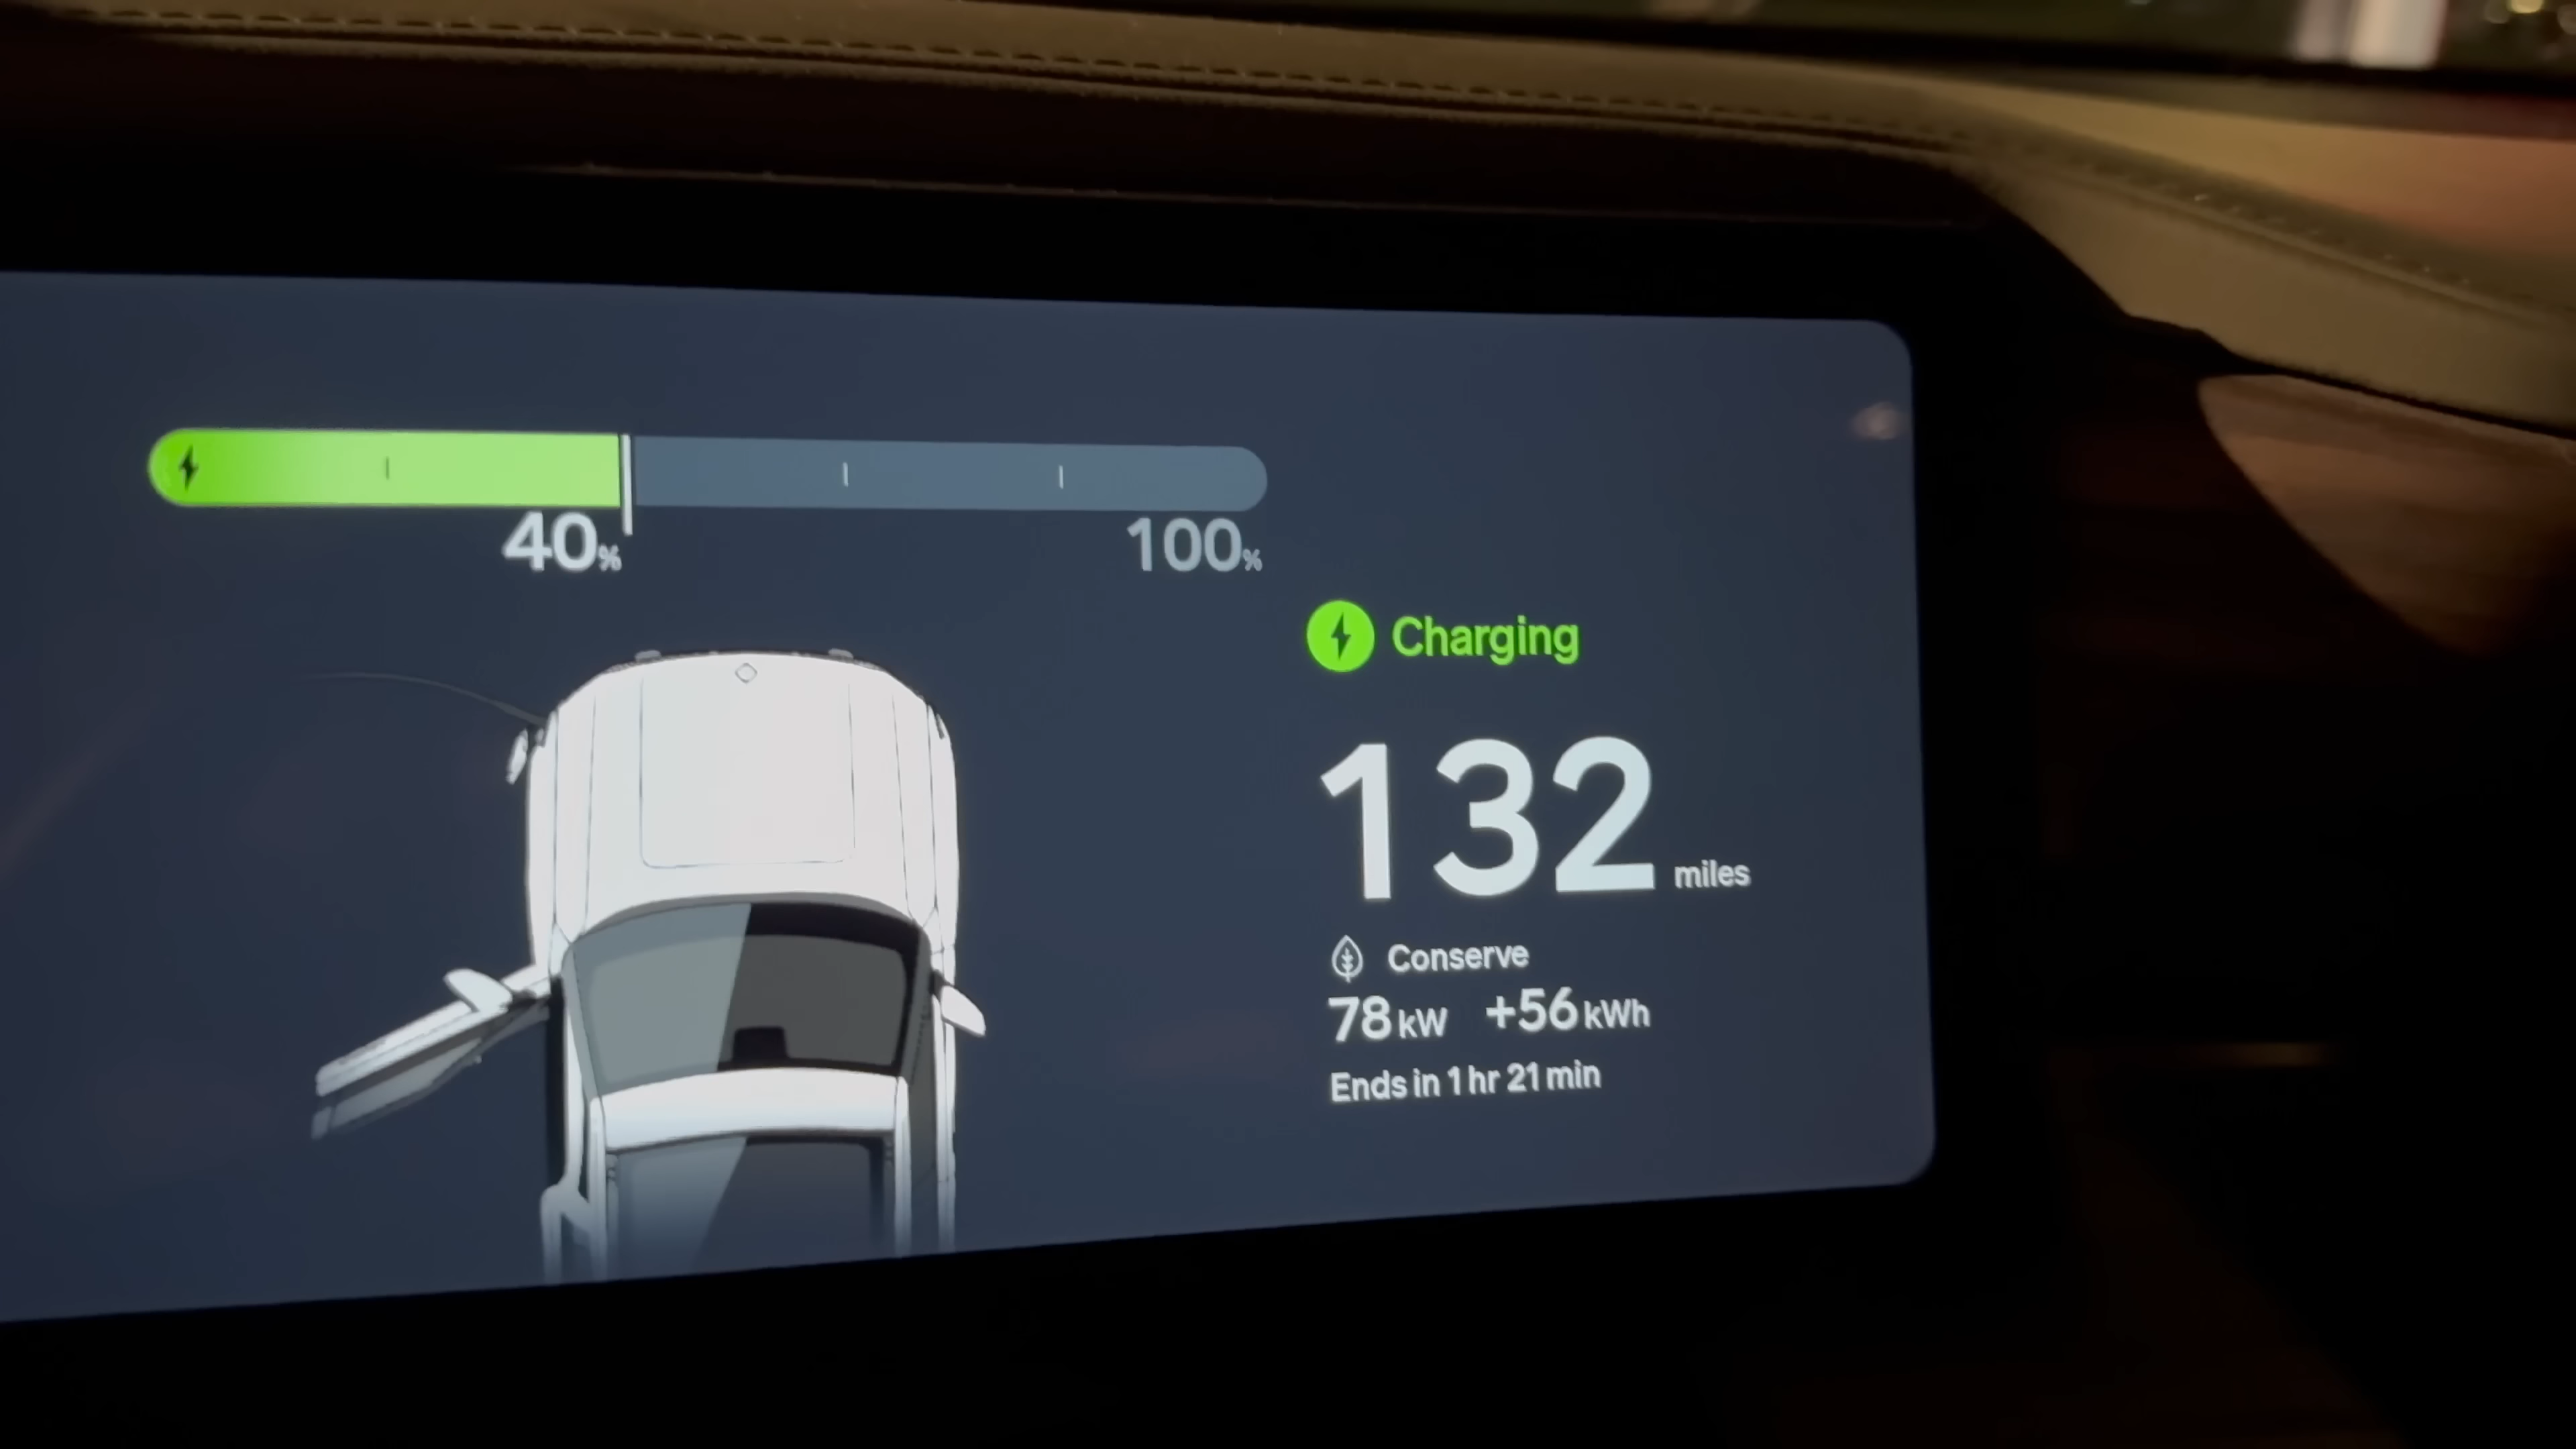 40%
100%
Charging
132 miles
Conserve
78 kW +56 kWh
Ends in 1 hr 21 min